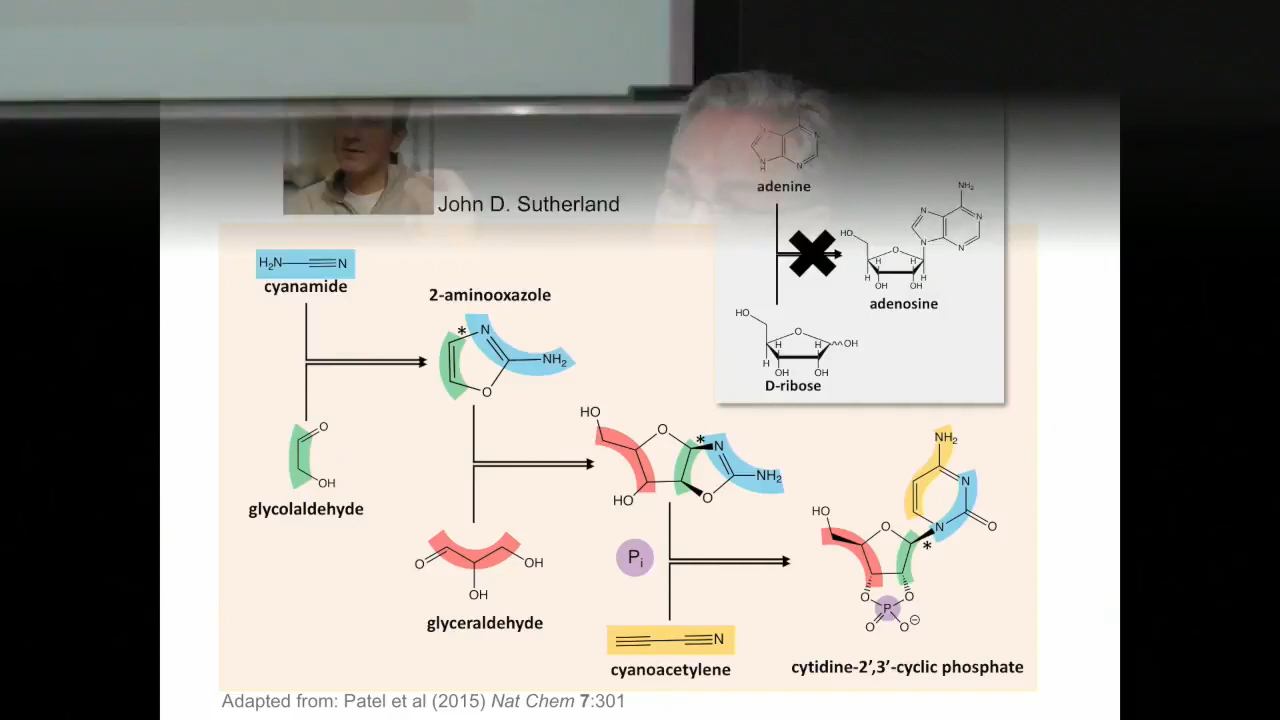 John D. Sutherland
adenine
N
N
N
H
NH₂
N
N
N
N
HO
O
H
H
H
OH
OH
adenosine
HO
O
H
H
OH
H
OH
OH
D-ribose
H₂N
N
cyanamide
2-aminooxazole
*
N
NH₂
O
O
OH
glycolaldehyde
HO
O
*
N
NH₂
HO
O
O
OH
OH
glyceraldehyde
Pᵢ
N
cyanoacetylene
NH₂
N
N
O
*
HO
O
O
O
P
O
O⊖
cytidine-2’,3’-cyclic phosphate
Adapted from: Patel et al (2015) Nat Chem 7:301